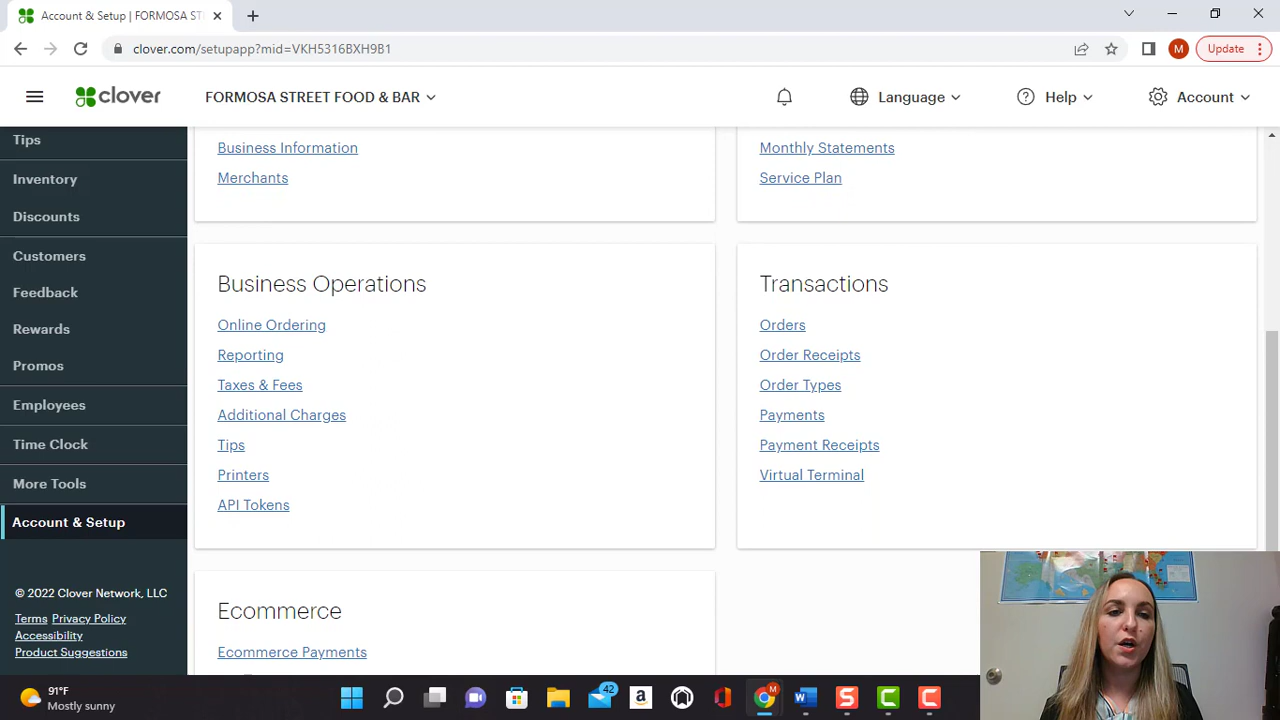 Account & Setup | FORMOSA ST
clover.com/setupapp?mid=VKH5316BXH9B1
M
Update
clover
FORMOSA STREET FOOD & BAR
Language
Help
Account
Tips
Inventory
Discounts
Customers
Feedback
Rewards
Promos
Employees
Time Clock
More Tools
Account & Setup
© 2022 Clover Network, LLC
Terms Privacy Policy
Accessibility
Product Suggestions
Business Information
Merchants
Monthly Statements
Service Plan
Business Operations
Online Ordering
Reporting
Taxes & Fees
Additional Charges
Tips
Printers
API Tokens
Transactions
Orders
Order Receipts
Order Types
Payments
Payment Receipts
Virtual Terminal
Ecommerce
Ecommerce Payments
91°F
Mostly sunny
42